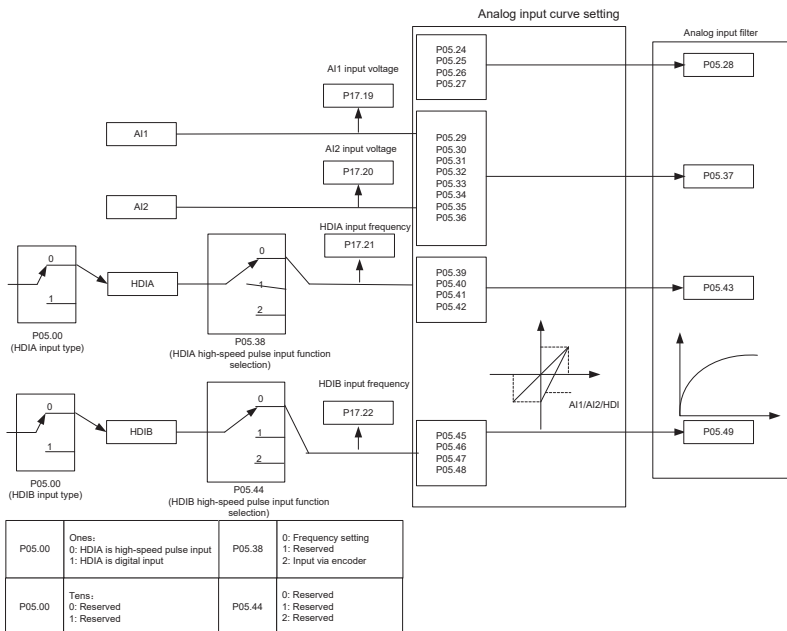 Analog input curve setting
Analog input filter
AI1 input voltage
P17.19
P05.24
P05.25
P05.26
P05.27
P05.28
AI1
AI2 input voltage
P17.20
P05.29
P05.30
P05.31
P05.32
P05.33
P05.34
P05.35
P05.36
P05.37
AI2
HDIA input frequency
P17.21
0
1
HDIA
0
1
2
P05.39
P05.40
P05.41
P05.42
P05.43
P05.00
(HDIA input type)
P05.38
(HDIA high-speed pulse input function
selection)
AI1/AI2/HDI
HDIB input frequency
P17.22
0
1
HDIB
0
1
2
P05.45
P05.46
P05.47
P05.48
P05.49
P05.00
(HDIB input type)
P05.44
(HDIB high-speed pulse input function
selection)
P05.00
Ones:
0: HDIA is high-speed pulse input
1: HDIA is digital input
P05.38
0: Frequency setting
1: Reserved
2: Input via encoder
P05.00
Tens:
0: Reserved
1: Reserved
P05.44
0: Reserved
1: Reserved
2: Reserved